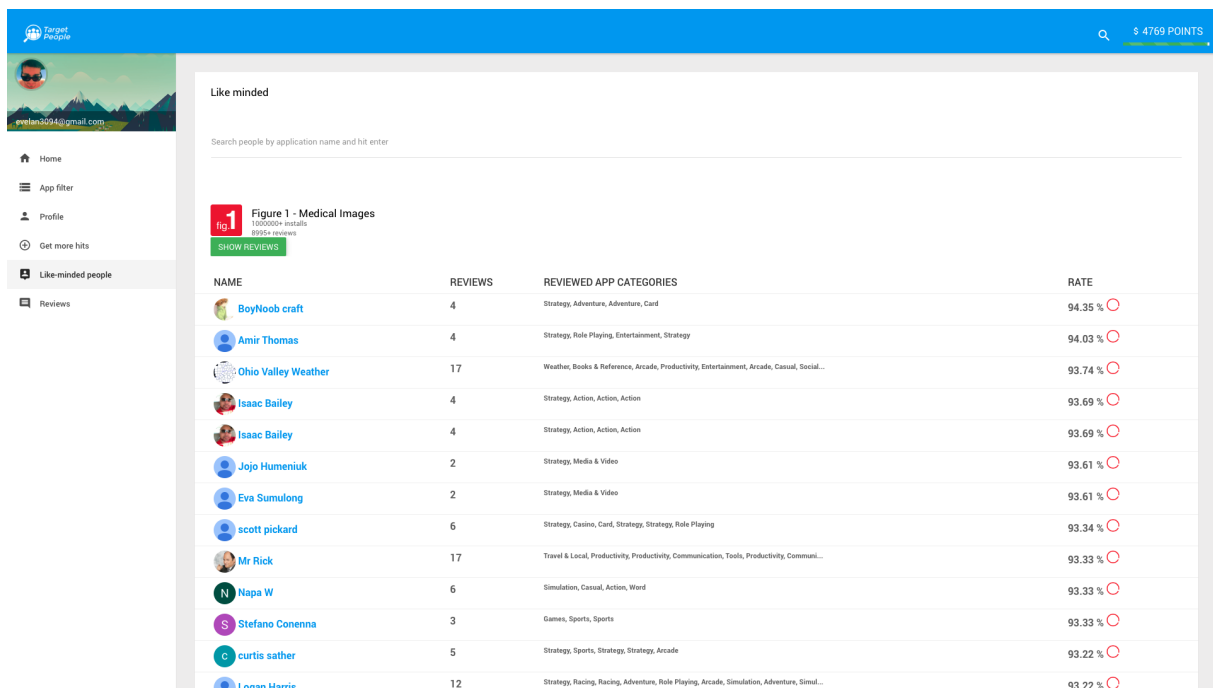 Target
People
$ 4769 POINTS
evelan3094@gmail.com
Home
App filter
Profile
Get more hits
Like-minded people
Reviews
Like minded
Search people by application name and hit enter
fig.1
Figure 1 - Medical Images
1000000+ installs
8995+ reviews
SHOW REVIEWS
NAME REVIEWS REVIEWED APP CATEGORIES RATE
BoyNoob craft 4 Strategy, Adventure, Adventure, Card 94.35 %
Amir Thomas 4 Strategy, Role Playing, Entertainment, Strategy 94.03 %
Ohio Valley Weather 17 Weather, Books & Reference, Arcade, Productivity, Entertainment, Arcade, Casual, Social... 93.74 %
Isaac Bailey 4 Strategy, Action, Action, Action 93.69 %
Isaac Bailey 4 Strategy, Action, Action, Action 93.69 %
Jojo Humeniuk 2 Strategy, Media & Video 93.61 %
Eva Sumulong 2 Strategy, Media & Video 93.61 %
scott pickard 6 Strategy, Casino, Card, Strategy, Strategy, Role Playing 93.34 %
Mr Rick 17 Travel & Local, Productivity, Productivity, Communication, Tools, Productivity, Communi... 93.33 %
N Napa W 6 Simulation, Casual, Action, Word 93.33 %
S Stefano Conenna 3 Games, Sports, Sports 93.33 %
c curtis sather 5 Strategy, Sports, Strategy, Strategy, Arcade 93.22 %
Logan Harris 12 Strategy, Racing, Racing, Adventure, Role Playing, Arcade, Simulation, Adventure, Simul... 93.22 %